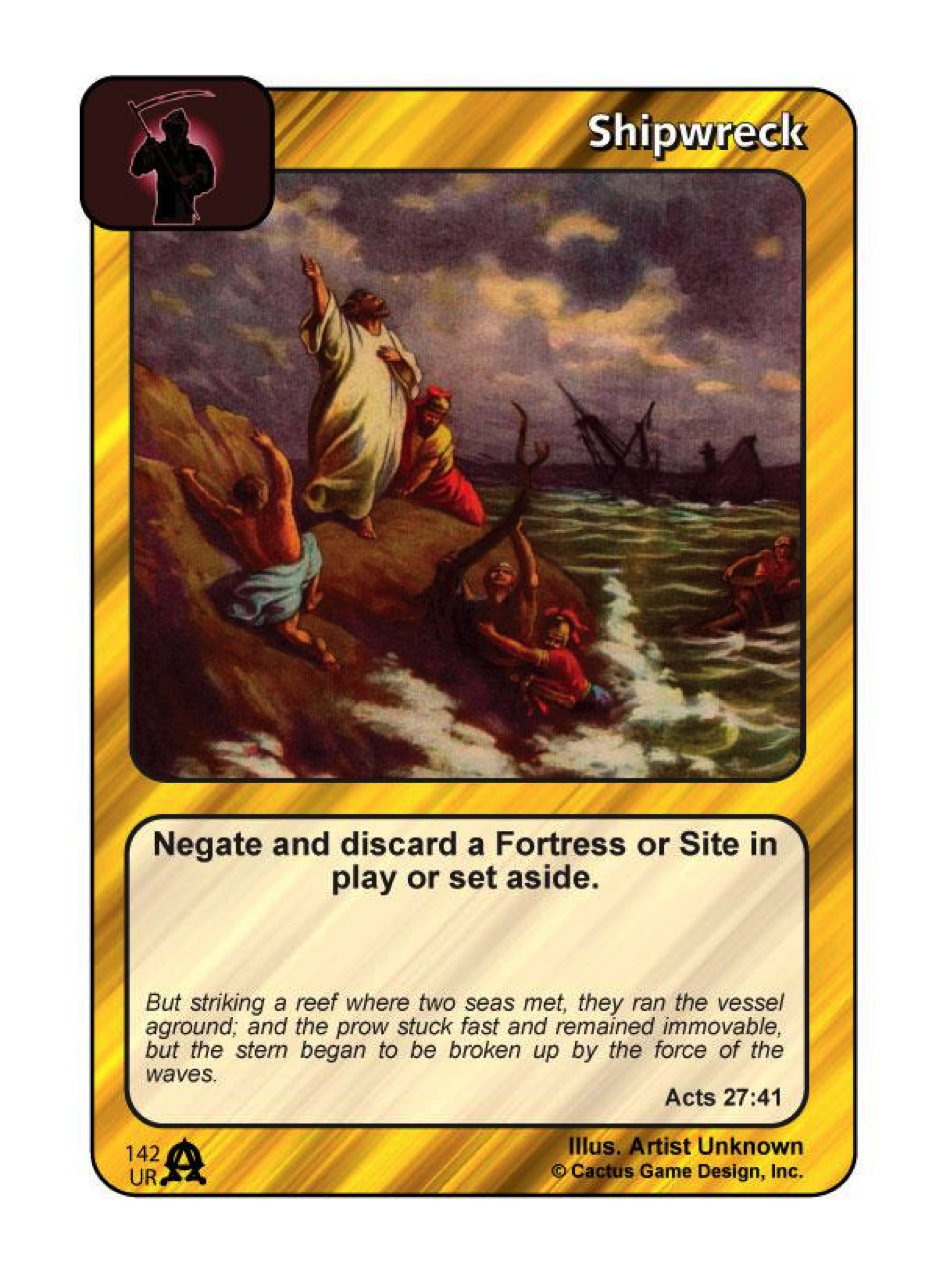 Shipwreck
Negate and discard a Fortress or Site in
play or set aside.
But striking a reef where two seas met, they ran the vessel
aground; and the prow stuck fast and remained immovable,
but the stern began to be broken up by the force of the
waves.
Acts 27:41
142
UR
Illus. Artist Unknown
© Cactus Game Design, Inc.